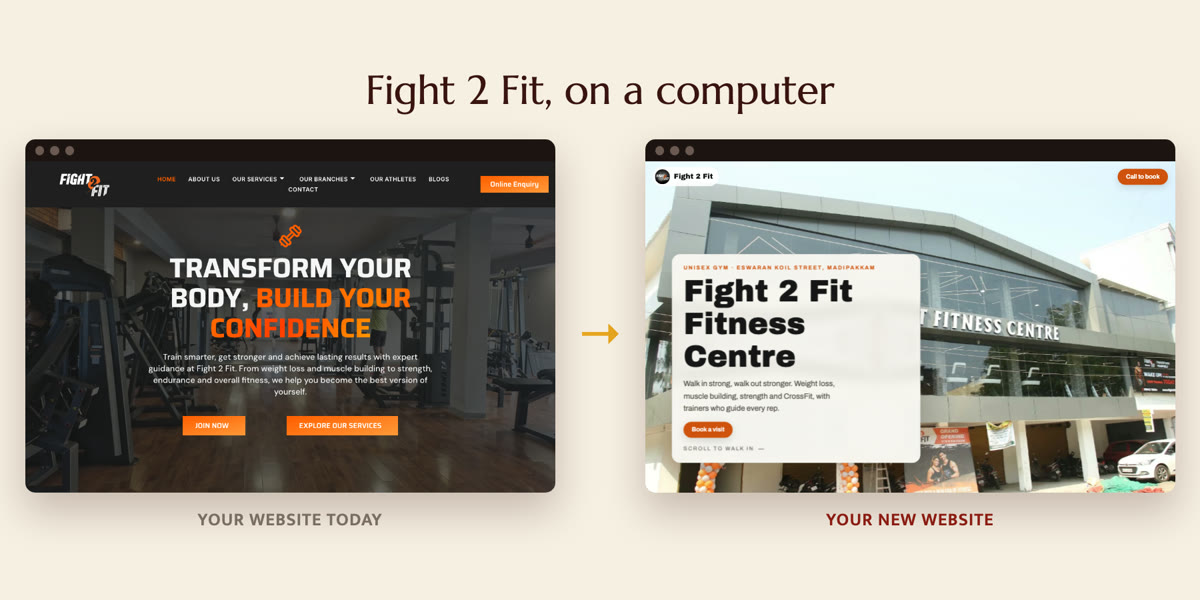 Fight 2 Fit, on a computer
FIGHT 2 FIT
HOME ABOUT US OUR SERVICES OUR BRANCHES OUR ATHLETES BLOGS
CONTACT
Online Enquiry
TRANSFORM YOUR
BODY, BUILD YOUR
CONFIDENCE
Train smarter, get stronger and achieve lasting results with expert
guidance at Fight 2 Fit. From weight loss and muscle building to strength,
endurance and overall fitness, we help you become the best version of
yourself.
JOIN NOW EXPLORE OUR SERVICES
YOUR WEBSITE TODAY
Fight 2 Fit
Call to book
UNISEX GYM · ESWARAN KOIL STREET, MADIPAKKAM
Fight 2 Fit
Fitness
Centre
Walk in strong, walk out stronger. Weight loss,
muscle building, strength and CrossFit, with
trainers who guide every rep.
Book a visit
SCROLL TO WALK IN —
T FITNESS CENTRE
YOUR NEW WEBSITE